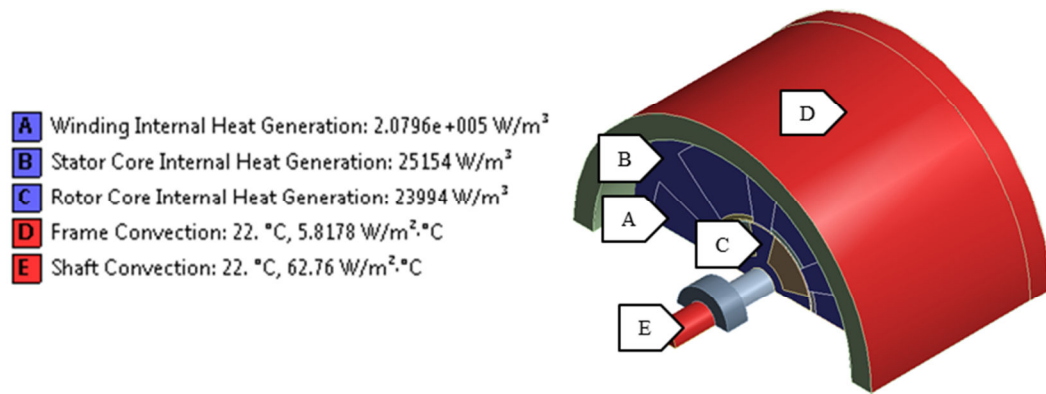 A Winding Internal Heat Generation: 2.0796e+005 W/m³
B Stator Core Internal Heat Generation: 25154 W/m³
C Rotor Core Internal Heat Generation: 23994 W/m³
D Frame Convection: 22. °C, 5.8178 W/m²·°C
E Shaft Convection: 22. °C, 62.76 W/m²·°C
D
B
A
C
E